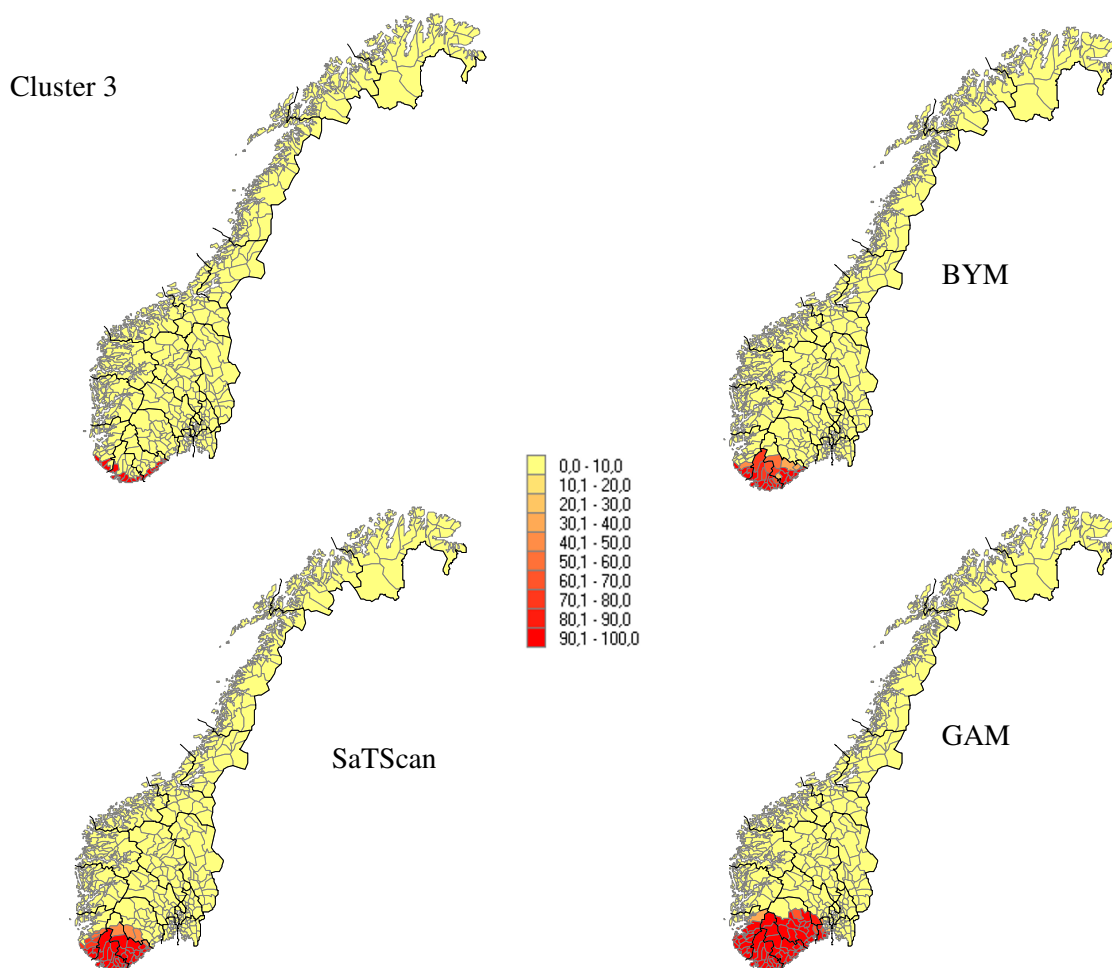 Cluster 3
BYM
0,0 - 10,0
10,1 - 20,0
20,1 - 30,0
30,1 - 40,0
40,1 - 50,0
50,1 - 60,0
60,1 - 70,0
70,1 - 80,0
80,1 - 90,0
90,1 - 100,0
SaTScan
GAM